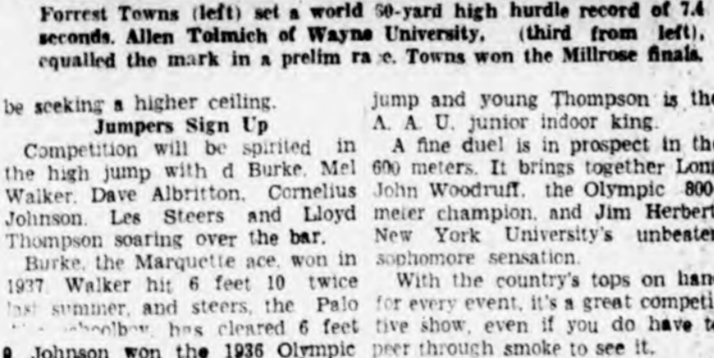 Forrest Towns (left) set a world 60-yard high hurdle record of 7.4
seconds. Allen Tolmich of Wayne University, (third from left),
equalled the mark in a prelim ra e. Towns won the Millrose finals.
be seeking a higher ceiling.
Jumpers Sign Up
Competition will be spirited in
the high jump with d Burke, Mel
Walker, Dave Albritton, Cornelius
Johnson, Les Steers and Lloyd
Thompson soaring over the bar.
Burke, the Marquette ace, won in
1937. Walker hit 6 feet 10 twice
last summer, and steers, the Palo
has cleared 6 feet
Johnson won the 1936 Olympic
jump and young Thompson is the
A. A. U. junior indoor king.
A fine duel is in prospect in the
600 meters. It brings together Long
John Woodruff, the Olympic 800-
meter champion, and Jim Herbert
New York University's unbeaten
sophomore sensation.
With the country's tops on hand
for every event, it's a great competi
tive show, even if you do have to
peer through smoke to see it.